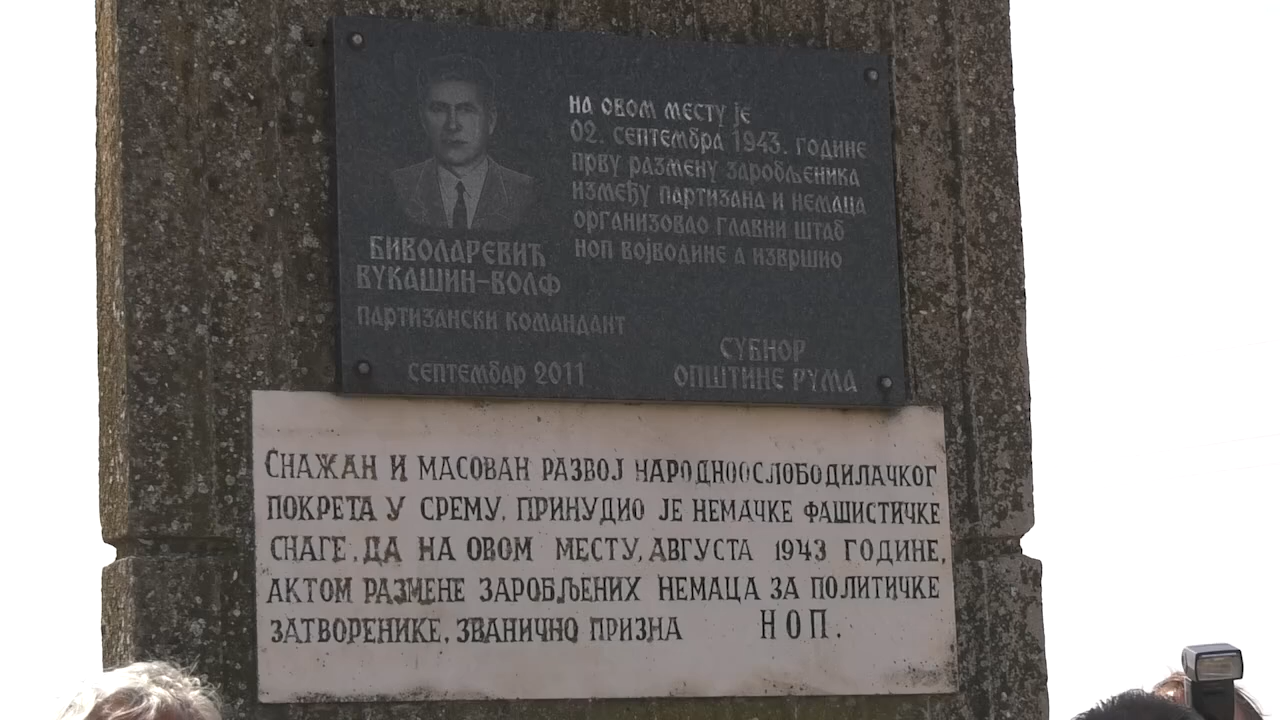 НА ОВОМ МЕСТУ ЈЕ
02. СЕПТЕМБРА 1943. ГОДИНЕ
ПРВУ РАЗМЕНУ ЗАРОБЉЕНИКА
ИЗМЕЂУ ПАРТИЗАНА И НЕМАЦА
ОРГАНИЗОВАО ГЛАВНИ ШТАБ
НОП ВОЈВОДИНЕ А ИЗВРШИО
БИВОЛАРЕВИЋ
ВУКАШИН-ВОЛФ
ПАРТИЗАНСКИ КОМАНДАНТ
СЕПТЕМБАР 2011
СУБНОР
ОПШТИНЕ РУМА
СНАЖАН И МАСОВАН РАЗВОЈ НАРОДНООСЛОБОДИЛАЧКОГ
ПОКРЕТА У СРЕМУ, ПРИНУДИО ЈЕ НЕМАЧКЕ ФАШИСТИЧКЕ
СНАГЕ, ДА НА ОВОМ МЕСТУ, АВГУСТА 1943 ГОДИНЕ,
АКТОМ РАЗМЕНЕ ЗАРОБЉЕНИХ НЕМАЦА ЗА ПОЛИТИЧКЕ
ЗАТВОРЕНИКЕ, ЗВАНИЧНО ПРИЗНА НОП.